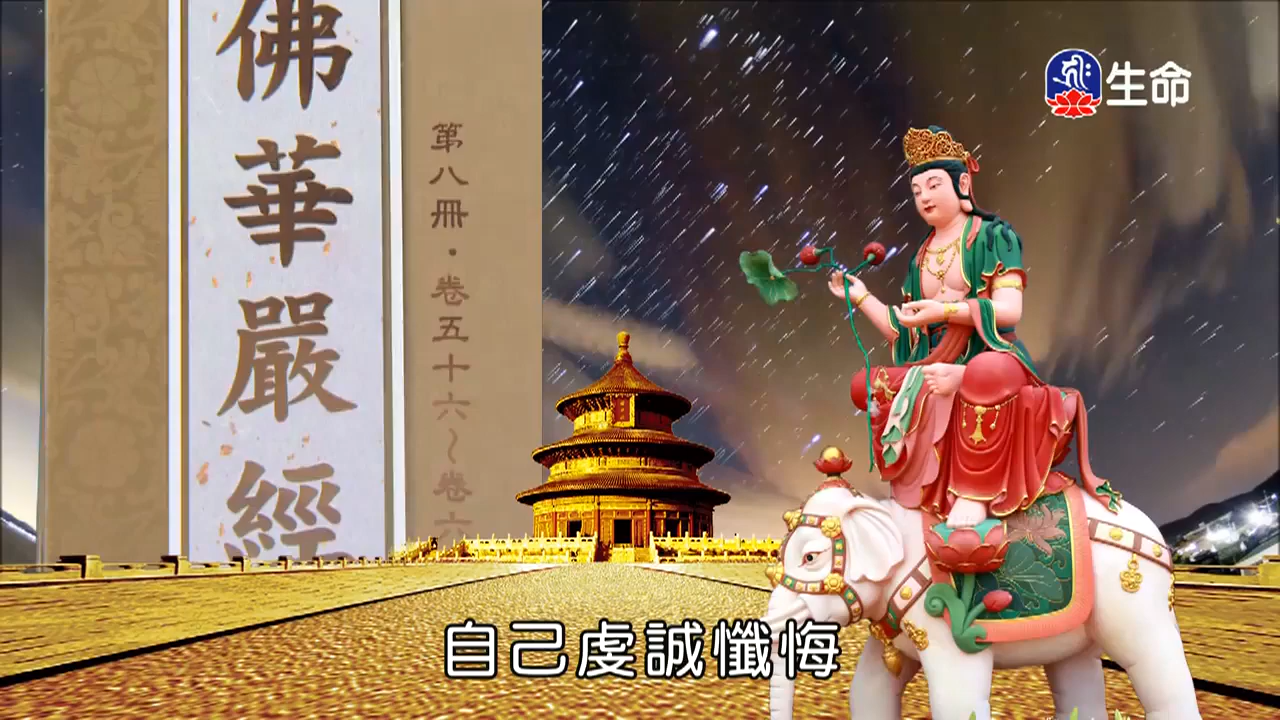 佛華嚴經
第八冊・卷五十六～卷六
生命
自己虔誠懺悔